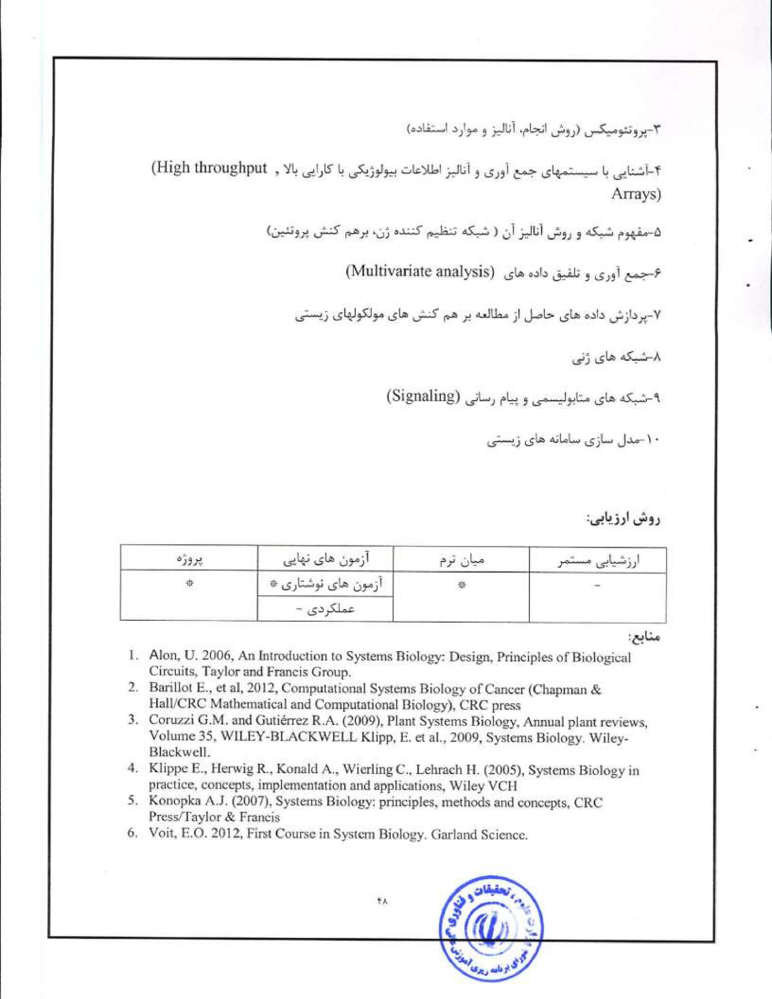 ۳-پروتئومیکس (روش انجام، آنالیز و موارد استفاده)
۴-آشنایی با سیستمهای جمع آوری و آنالیز اطلاعات بیولوژیکی با کارایی بالا , High throughput)
Arrays)
۵-مفهوم شبکه و روش آنالیز آن ( شبکه تنظیم کننده ژن، برهم کنش پروتئین)
۶-جمع آوری و تلفیق داده های (Multivariate analysis)
۷-پردازش داده های حاصل از مطالعه بر هم کنش های مولکولهای زیستی
۸-شبکه های ژنی
۹-شبکه های متابولیسمی و پیام رسانی (Signaling)
۱۰-مدل سازی سامانه های زیستی
روش ارزیابی:
ارزشیابی مستمر میان ترم آزمون های نهایی پروژه
- * آزمون های نوشتاری * *
عملکردی -
منابع:
1. Alon, U. 2006, An Introduction to Systems Biology: Design, Principles of Biological
Circuits, Taylor and Francis Group.
2. Barillot E., et al, 2012, Computational Systems Biology of Cancer (Chapman &
Hall/CRC Mathematical and Computational Biology), CRC press
3. Coruzzi G.M. and Gutiérrez R.A. (2009), Plant Systems Biology, Annual plant reviews,
Volume 35, WILEY-BLACKWELL Klipp, E. et al., 2009, Systems Biology. Wiley-
Blackwell.
4. Klippe E., Herwig R., Konald A., Wierling C., Lehrach H. (2005), Systems Biology in
practice, concepts, implementation and applications, Wiley VCH
5. Konopka A.J. (2007), Systems Biology: principles, methods and concepts, CRC
Press/Taylor & Francis
6. Voit, E.O. 2012, First Course in System Biology. Garland Science.
۴۸
وزارت علوم، تحقیقات و فناوری
شورای برنامه ریزی آموزش عالی